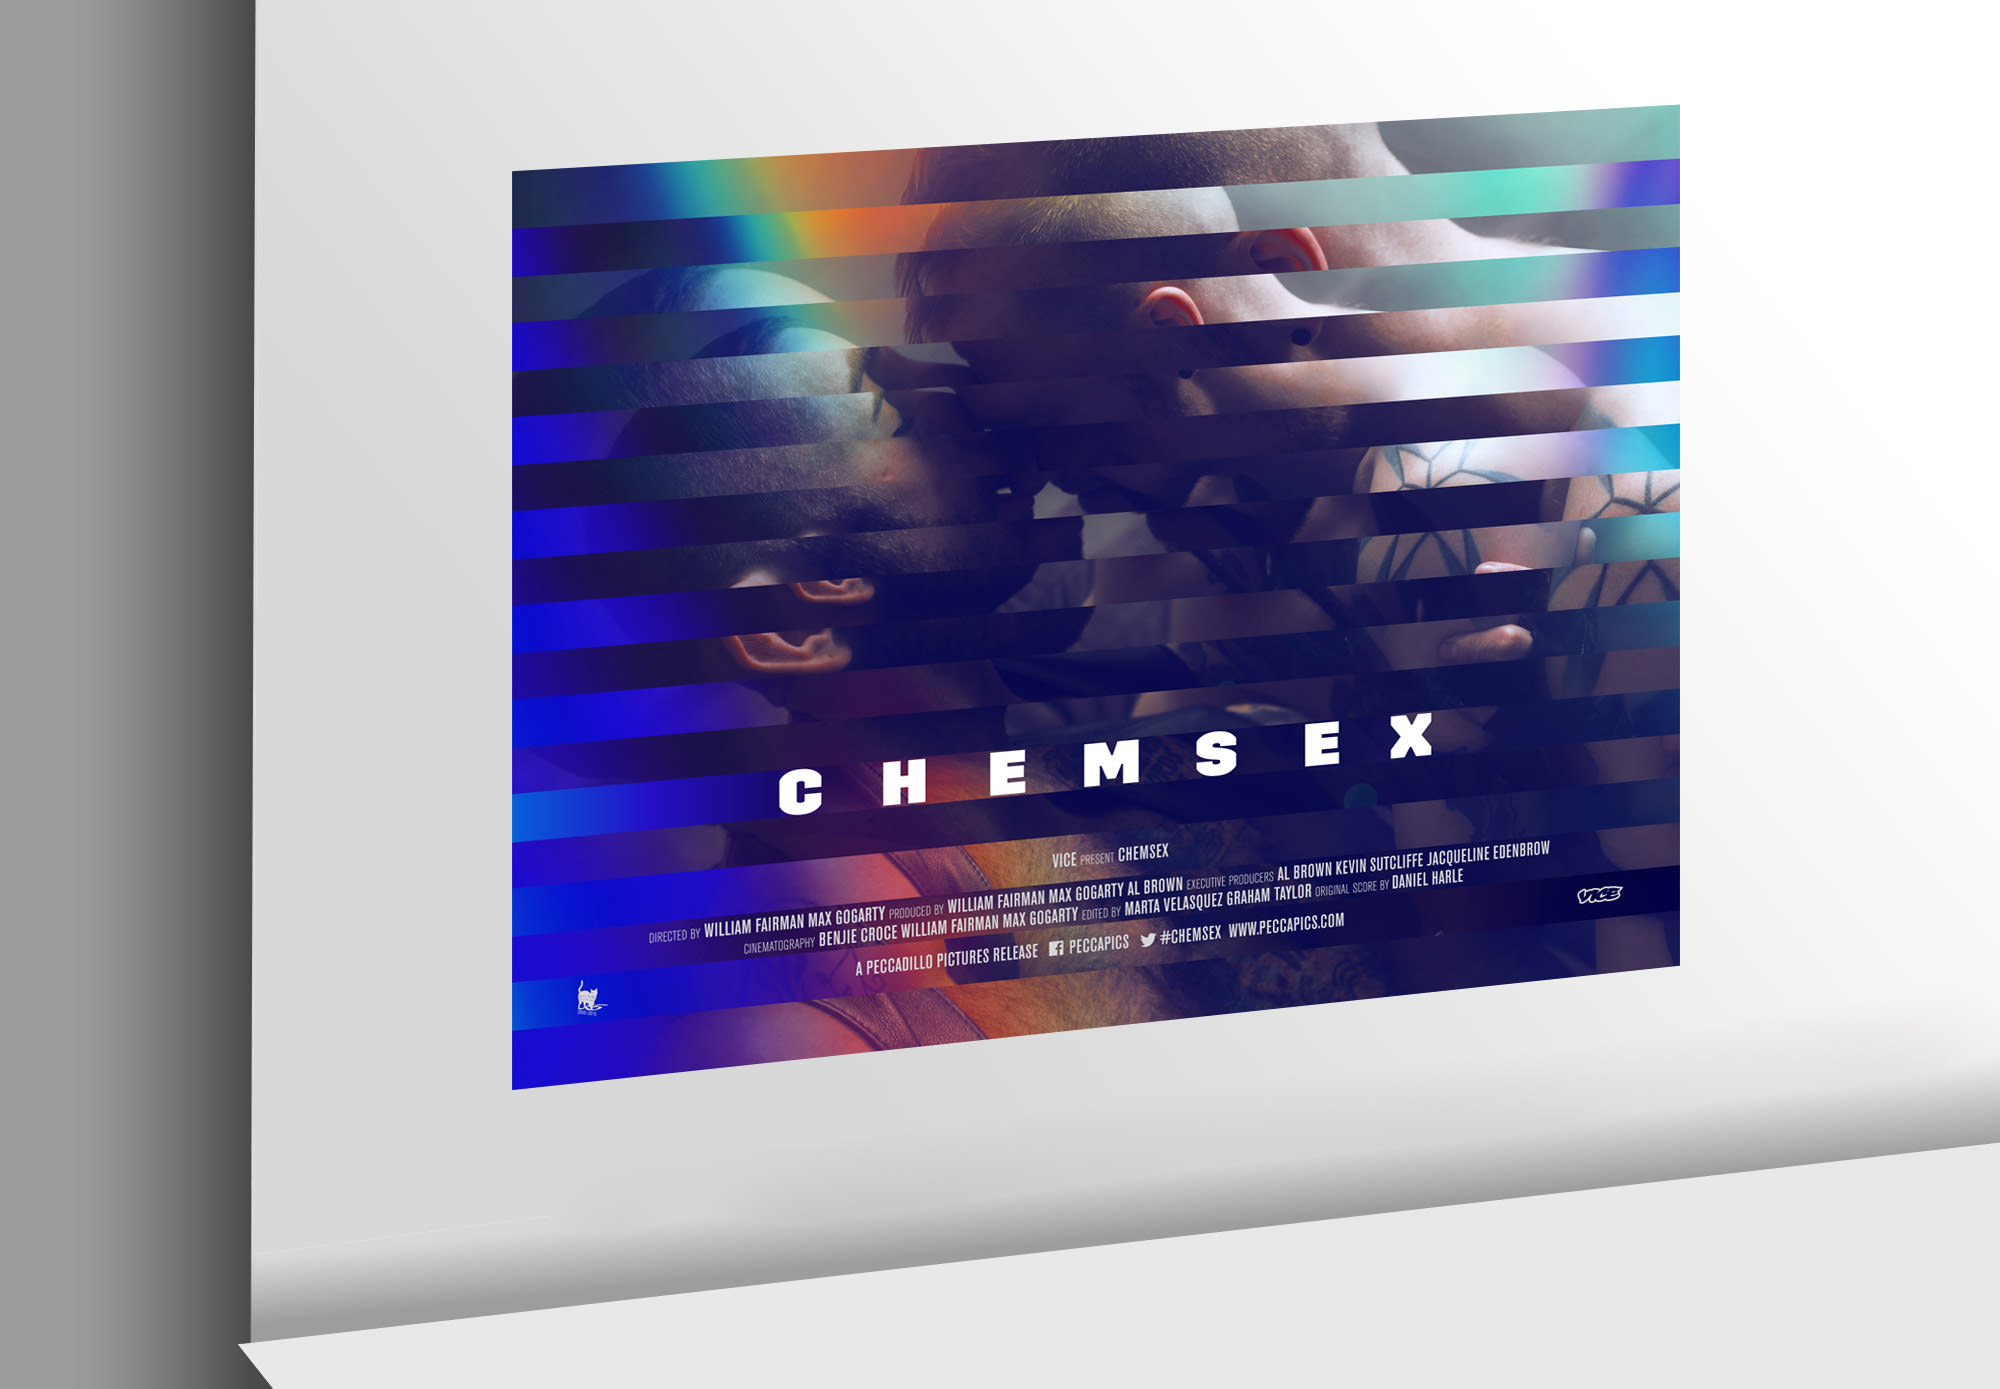 CHEMSEX
VICE PRESENT CHEMSEX
DIRECTED BY WILLIAM FAIRMAN MAX GOGARTY PRODUCED BY WILLIAM FAIRMAN MAX GOGARTY AL BROWN EXECUTIVE PRODUCERS AL BROWN KEVIN SUTCLIFFE JACQUELINE EDENBROW
CINEMATOGRAPHY BENJIE CROCE WILLIAM FAIRMAN MAX GOGARTY EDITED BY MARTA VELASQUEZ GRAHAM TAYLOR ORIGINAL SCORE BY DANIEL HARLE
A PECCADILLO PICTURES RELEASE PECCAPICS #CHEMSEX WWW.PECCAPICS.COM
VICE
2000-2015